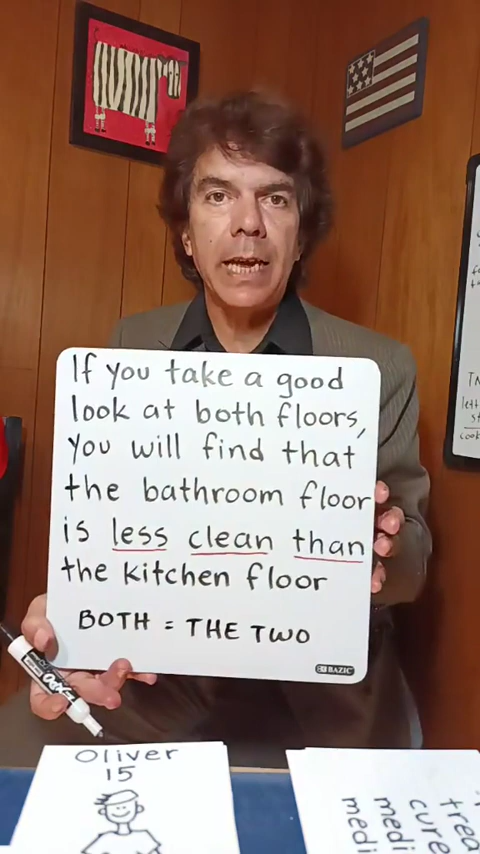 If you take a good
look at both floors,
you will find that
the bathroom floor
is less clean than
the kitchen floor
BOTH = THE TWO
BAZIC
EXPO
Oliver
15
cure
medi
medi